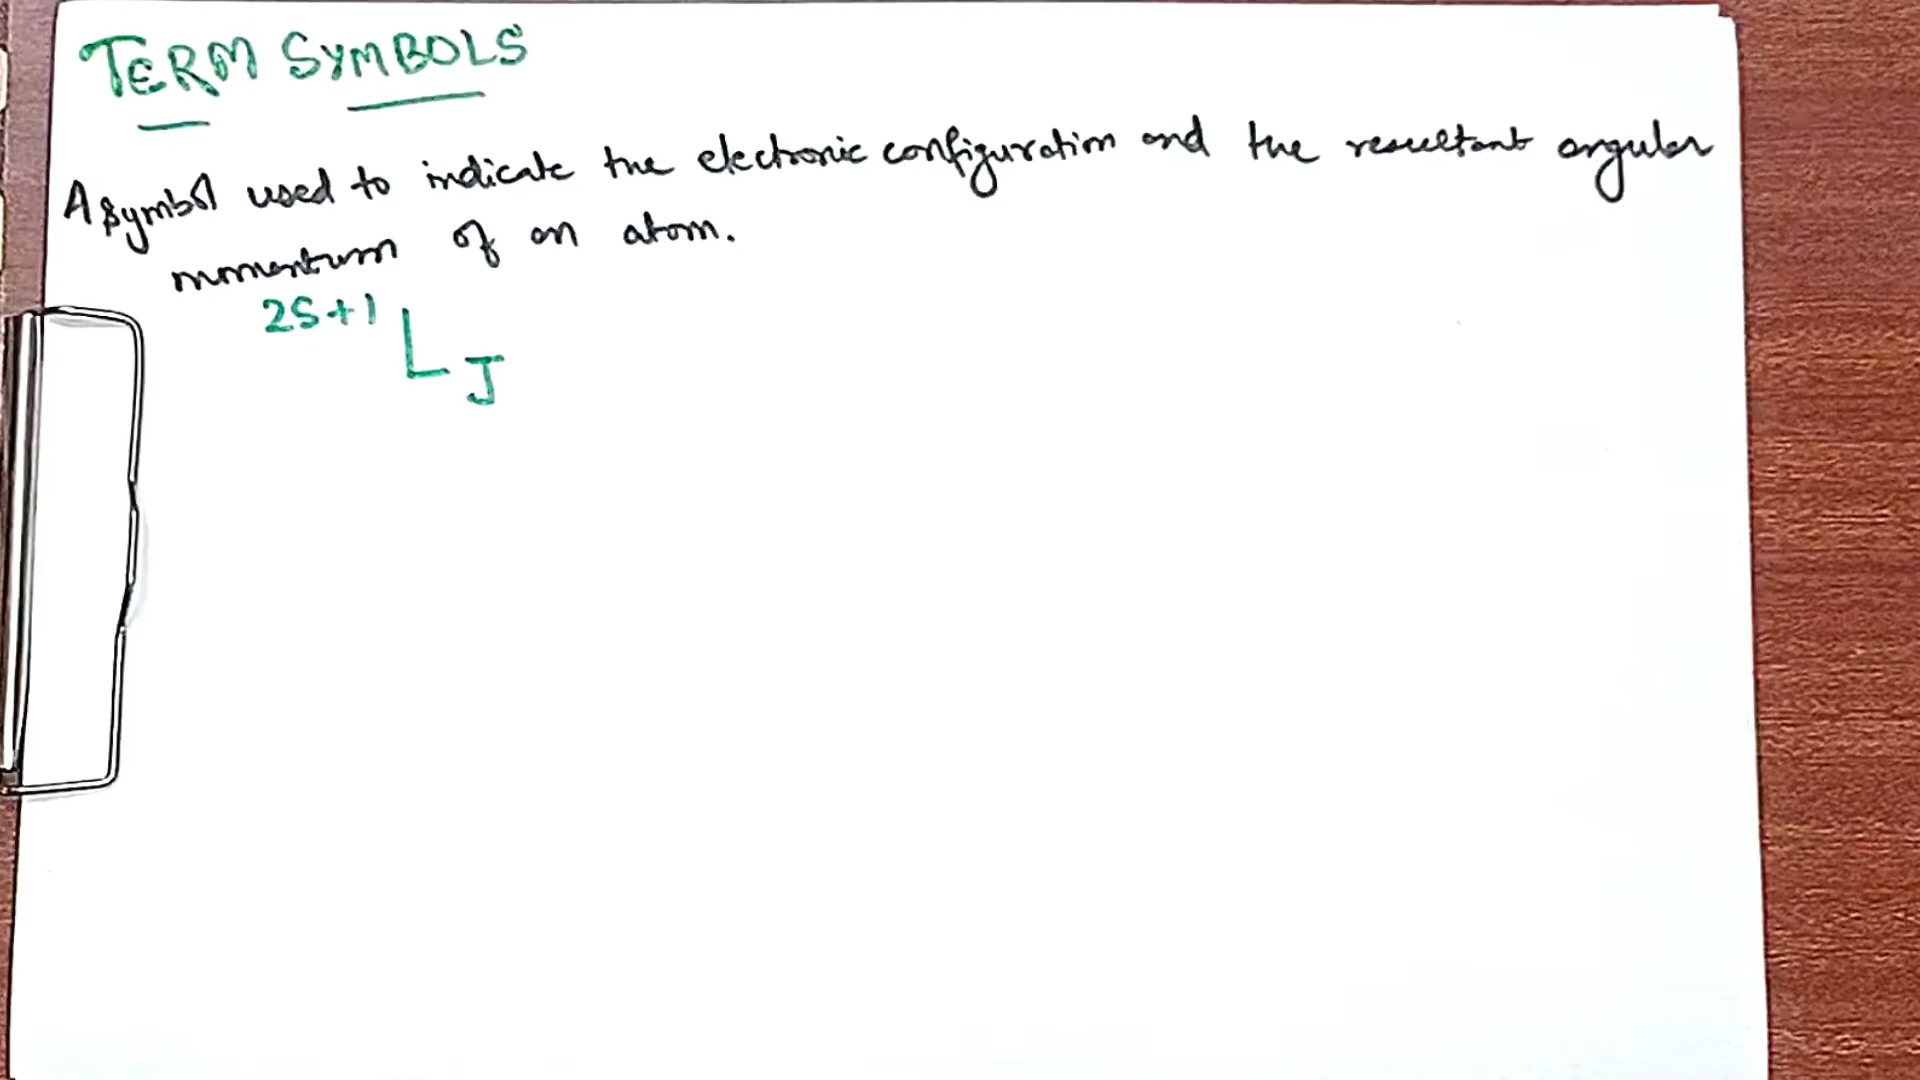 TERM SYMBOLS
A symbol used to indicate the electronic configuration and the resultant angular
momentum of an atom.
2S+1 L J